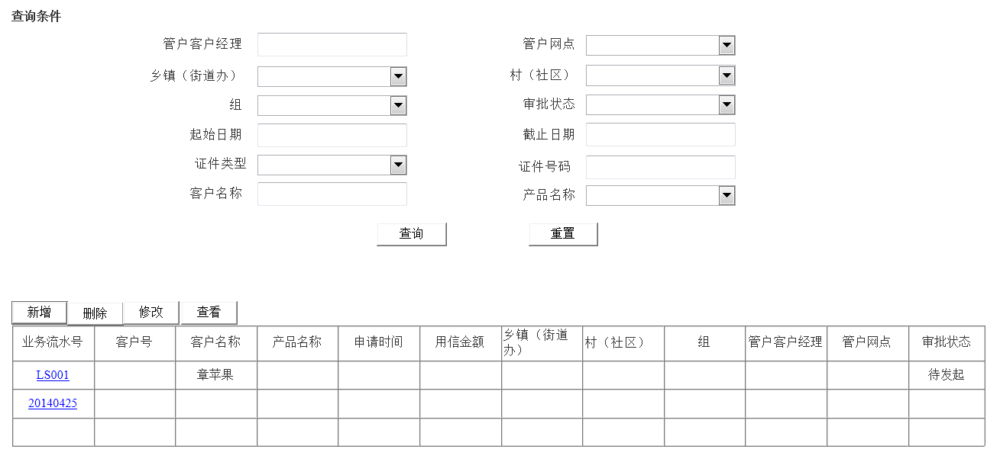 查询条件
管户客户经理 管户网点
乡镇（街道办） 村（社区）
组 审批状态
起始日期 截止日期
证件类型 证件号码
客户名称 产品名称
查询 重置
新增 删除 修改 查看
业务流水号 客户号 客户名称 产品名称 申请时间 用信金额 乡镇（街道办） 村（社区） 组 管户客户经理 管户网点 审批状态
LS001 章苹果 待发起
20140425